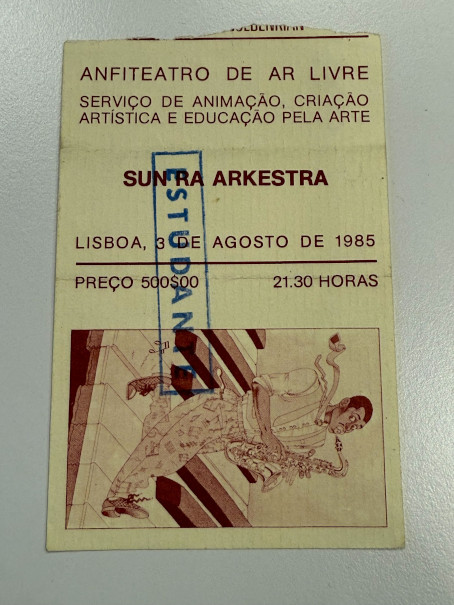 ANFITEATRO DE AR LIVRE
SERVIÇO DE ANIMAÇÃO, CRIAÇÃO
ARTÍSTICA E EDUCAÇÃO PELA ARTE
SUN RA ARKESTRA
LISBOA, 3 DE AGOSTO DE 1985
PREÇO 500$00 21.30 HORAS
ESTUDANTE